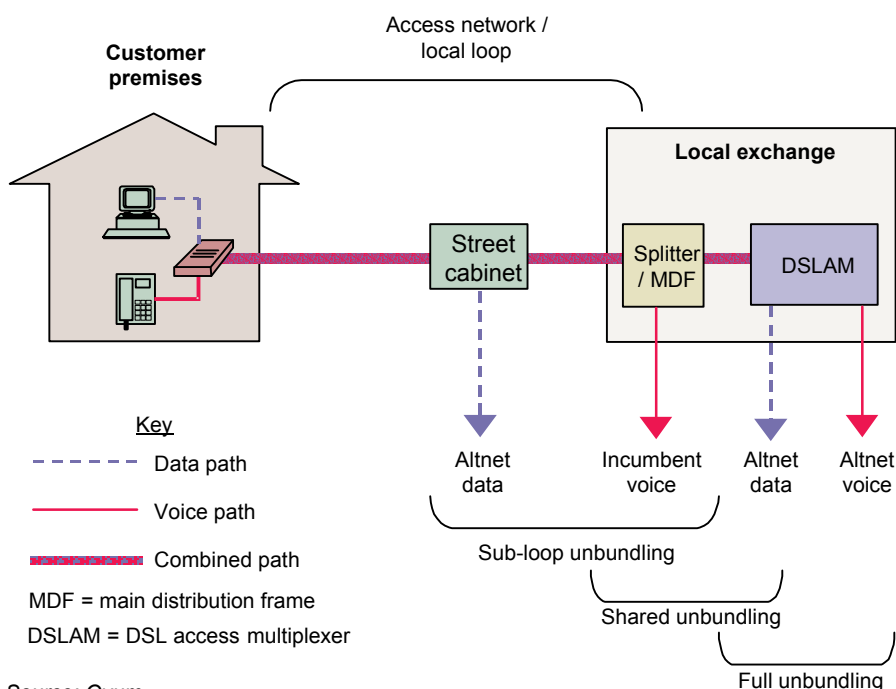 Access network /
local loop
Customer
premises
Local exchange
Street
cabinet
Splitter
/ MDF
DSLAM
Key
Data path
Voice path
Combined path
MDF = main distribution frame
DSLAM = DSL access multiplexer
Altnet
data
Incumbent
voice
Altnet
data
Altnet
voice
Sub-loop unbundling
Shared unbundling
Full unbundling